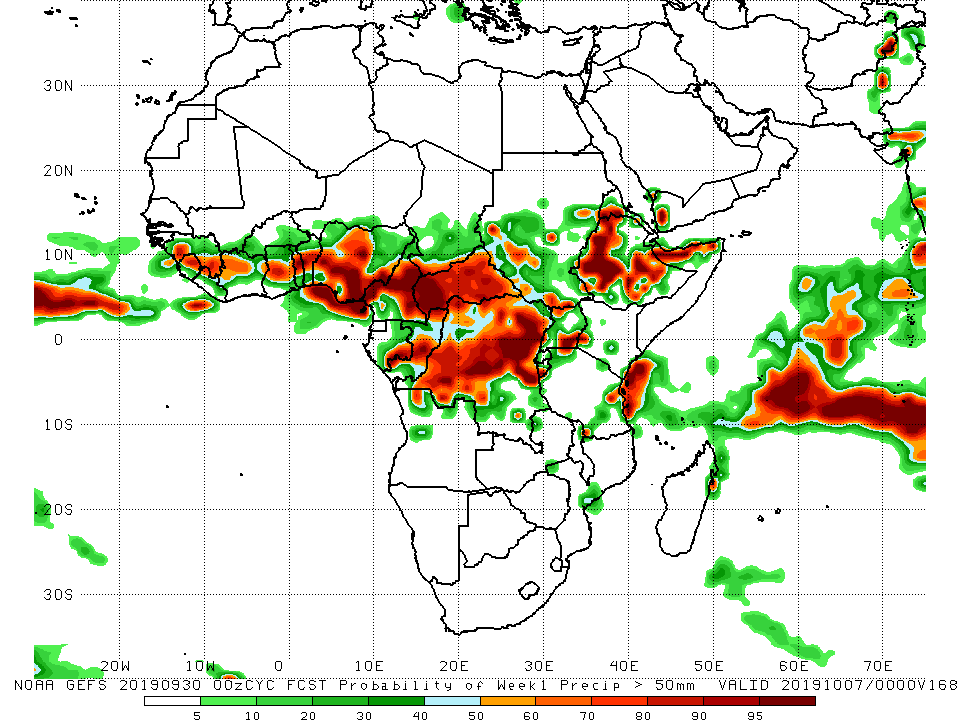 30N
20N
10N
0
10S
20S
30S
20W 10W 0 10E 20E 30E 40E 50E 60E 70E
NOAA GEFS 20190930 00zCYC FCST Probability of Week1 Precip > 50mm VALID 20191007/0000V168
5 10 20 30 40 50 60 70 80 90 95